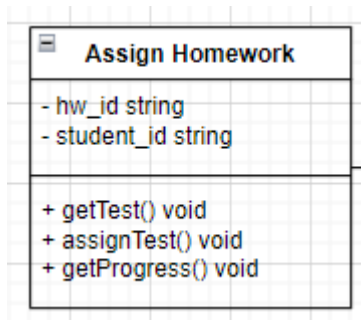 Assign Homework
- hw_id string
- student_id string
+ getTest() void
+ assignTest() void
+ getProgress() void